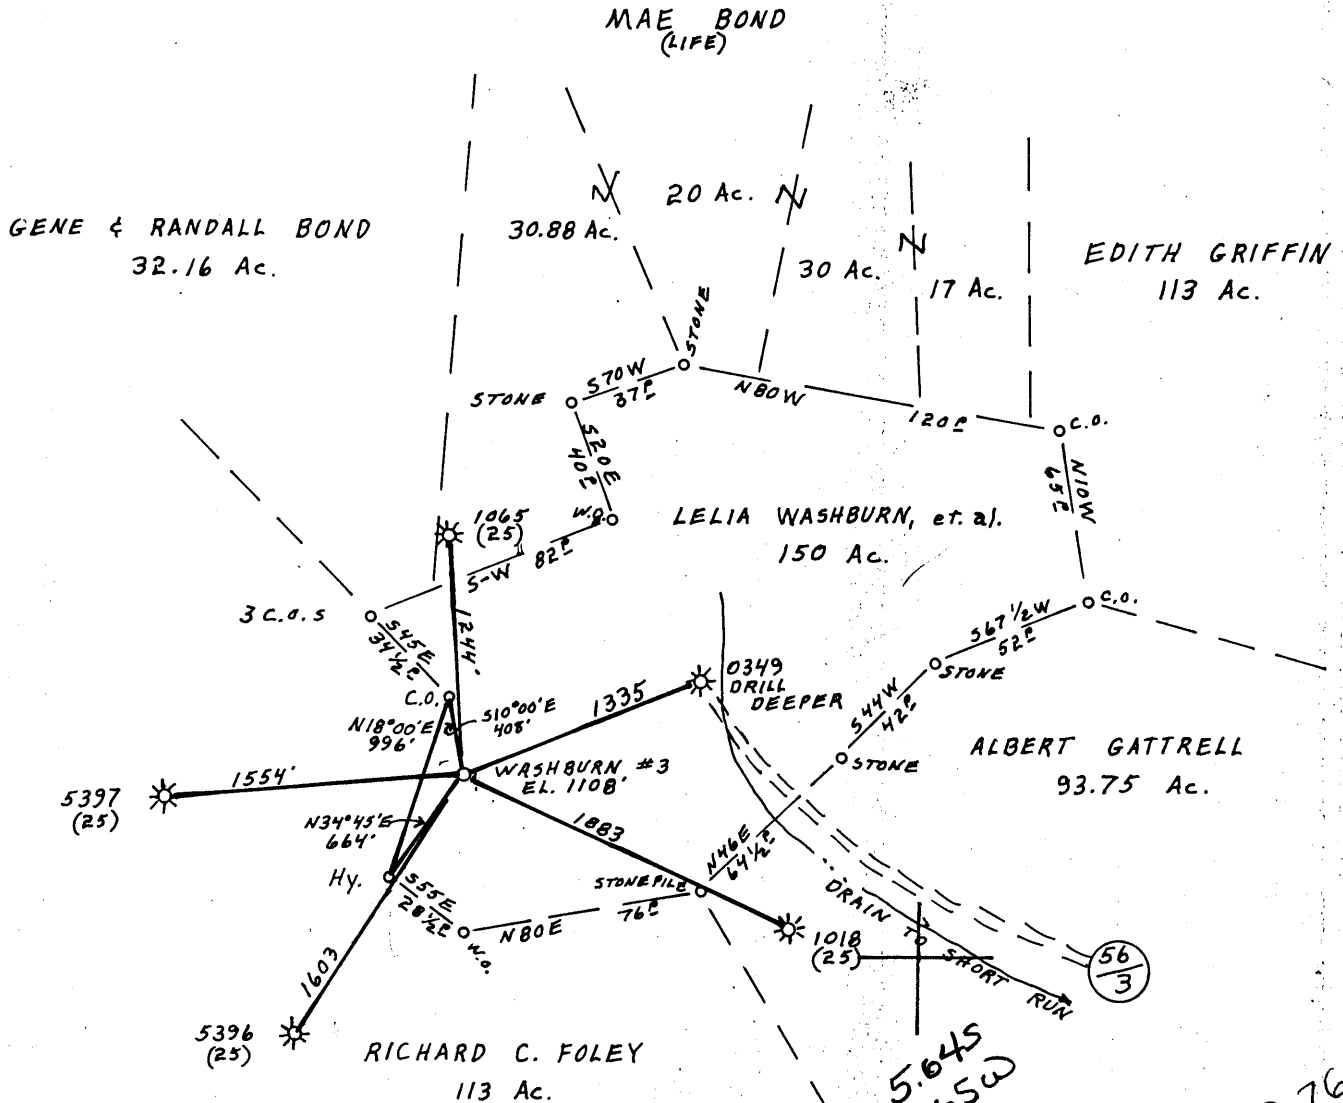 MAE BOND
(LIFE)
GENE & RANDALL BOND
32.16 Ac.
30.88 Ac.
20 Ac.
30 Ac.
17 Ac.
EDITH GRIFFIN
113 Ac.
STONE
S70W
37P
STONE
N80W
120P
C.O.
S20E
40P
N10W
65P
W.O.
LELIA WASHBURN, et. al.
150 Ac.
1065
(25)
S-W 82P
3 C.O.S
S45E
34½P
1244'
C.O.
C.O.
S67½W
52P
STONE
N18°00'E
996'
S10°00'E
408'
1335
0349
DRILL
DEEPER
S44W
42P
STONE
ALBERT GATTRELL
93.75 Ac.
WASHBURN #3
EL. 1108'
1554'
5397
(25)
N34°45'E
664'
1883
Hy.
S55E
28½P
W.O.
N80E
76P
STONEPILE
N46E
64½P
DRAIN TO SHORT RUN
1018
(25)
56
3
1603
5396
(25)
RICHARD C. FOLEY
113 Ac.
5.64S
5W
76